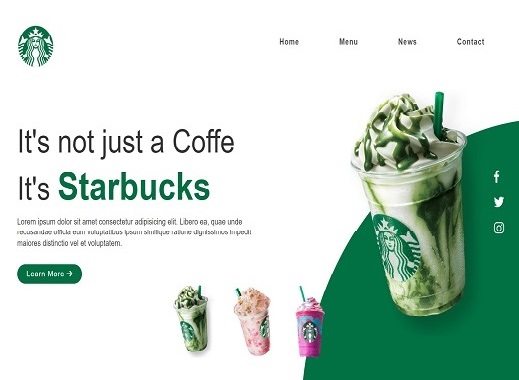 Home Menu News Contact
It's not just a Coffe
It's Starbucks
Lorem ipsum dolor sit amet consectetur adipisicing elit. Libero ea, quae unde
recusandae officia eum voluptatibus ipsum similique ratione dignissimos impedit
maiores distinctio vel et voluptatem.
Learn More →